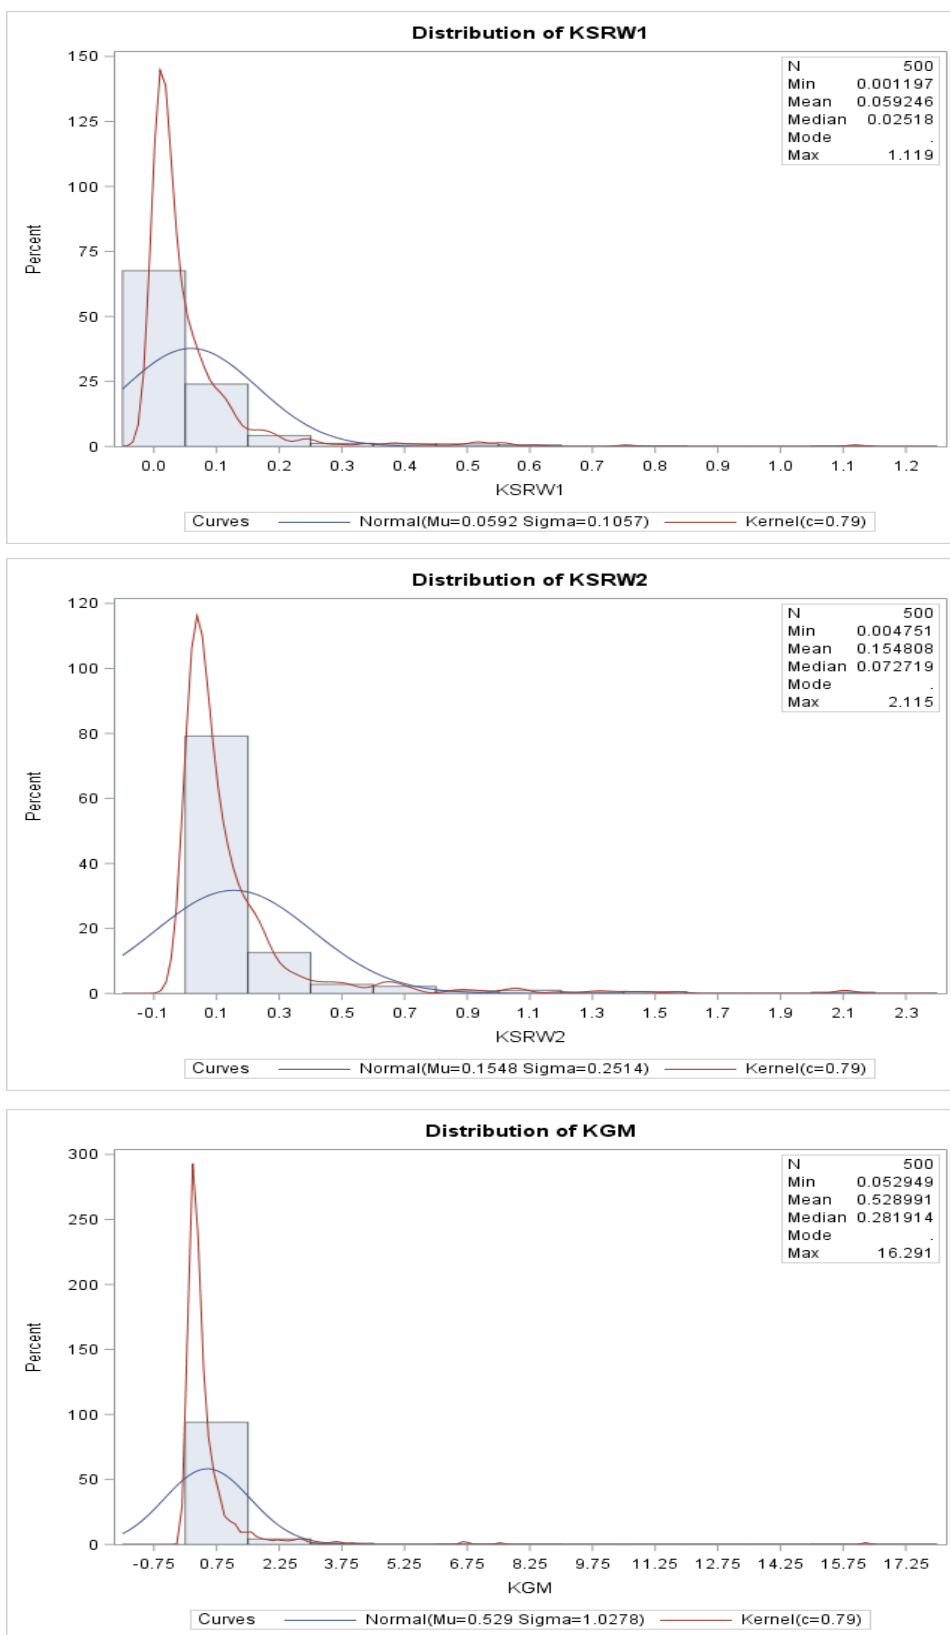 Distribution of KSRW1
150
125
100
75
50
25
0
Percent
N 500
Min 0.001197
Mean 0.059246
Median 0.02518
Mode .
Max 1.119
0.0 0.1 0.2 0.3 0.4 0.5 0.6 0.7 0.8 0.9 1.0 1.1 1.2
KSRW1
Curves Normal(Mu=0.0592 Sigma=0.1057) Kernel(c=0.79)
Distribution of KSRW2
120
100
80
60
40
20
0
Percent
N 500
Min 0.004751
Mean 0.154808
Median 0.072719
Mode .
Max 2.115
-0.1 0.1 0.3 0.5 0.7 0.9 1.1 1.3 1.5 1.7 1.9 2.1 2.3
KSRW2
Curves Normal(Mu=0.1548 Sigma=0.2514) Kernel(c=0.79)
Distribution of KGM
300
250
200
150
100
50
0
Percent
N 500
Min 0.052949
Mean 0.528991
Median 0.281914
Mode .
Max 16.291
-0.75 0.75 2.25 3.75 5.25 6.75 8.25 9.75 11.25 12.75 14.25 15.75 17.25
KGM
Curves Normal(Mu=0.529 Sigma=1.0278) Kernel(c=0.79)